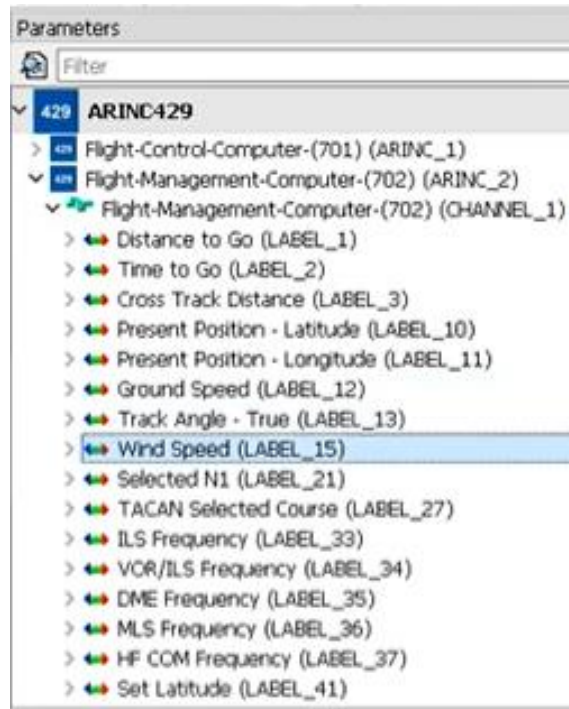 Parameters
Filter
429 ARINC429
429 Flight-Control-Computer-(701) (ARINC_1)
429 Flight-Management-Computer-(702) (ARINC_2)
Flight-Management-Computer-(702) (CHANNEL_1)
Distance to Go (LABEL_1)
Time to Go (LABEL_2)
Cross Track Distance (LABEL_3)
Present Position - Latitude (LABEL_10)
Present Position - Longitude (LABEL_11)
Ground Speed (LABEL_12)
Track Angle - True (LABEL_13)
Wind Speed (LABEL_15)
Selected N1 (LABEL_21)
TACAN Selected Course (LABEL_27)
ILS Frequency (LABEL_33)
VOR/ILS Frequency (LABEL_34)
DME Frequency (LABEL_35)
MLS Frequency (LABEL_36)
HF COM Frequency (LABEL_37)
Set Latitude (LABEL_41)